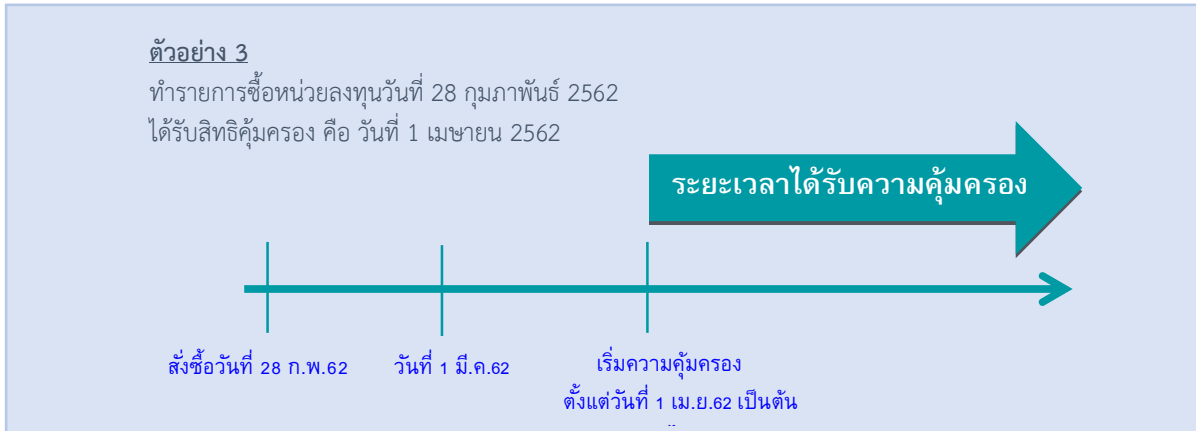 ตัวอย่าง 3
ทำรายการซื้อหน่วยลงทุนวันที่ 28 กุมภาพันธ์ 2562
ได้รับสิทธิคุ้มครอง คือ วันที่ 1 เมษายน 2562
ระยะเวลาได้รับความคุ้มครอง
สั่งซื้อวันที่ 28 ก.พ.62
วันที่ 1 มี.ค.62
เริ่มความคุ้มครอง
ตั้งแต่วันที่ 1 เม.ย.62 เป็นต้น